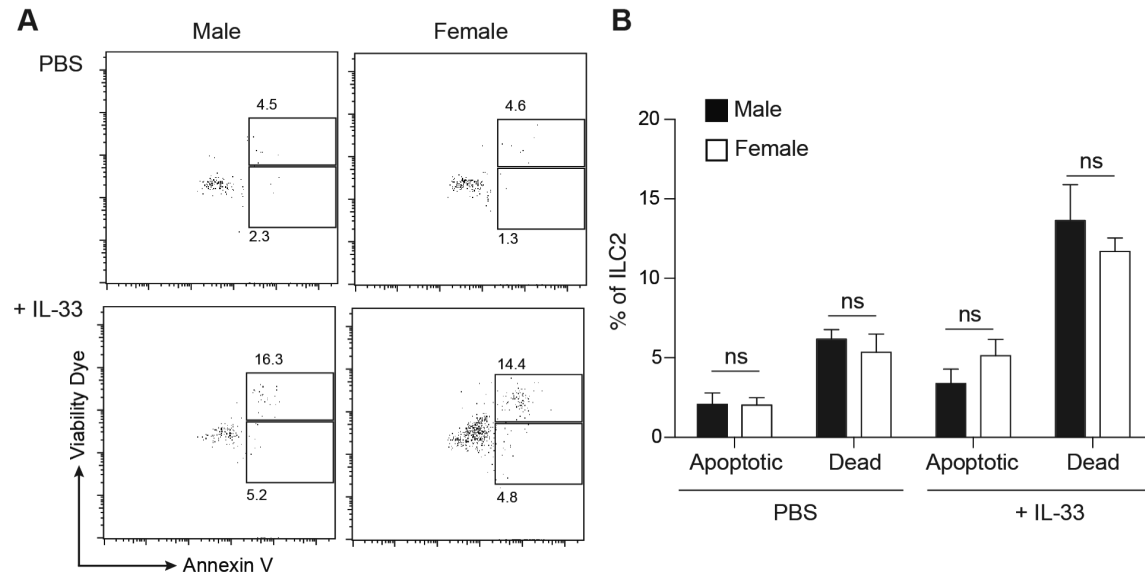 A
Male
Female
PBS
4.5
2.3
4.6
1.3
+ IL-33
16.3
5.2
14.4
4.8
Viability Dye
Annexin V
B
Male
Female
% of ILC2
20
15
10
5
0
ns
ns
ns
ns
Apoptotic
Dead
Apoptotic
Dead
PBS
+ IL-33